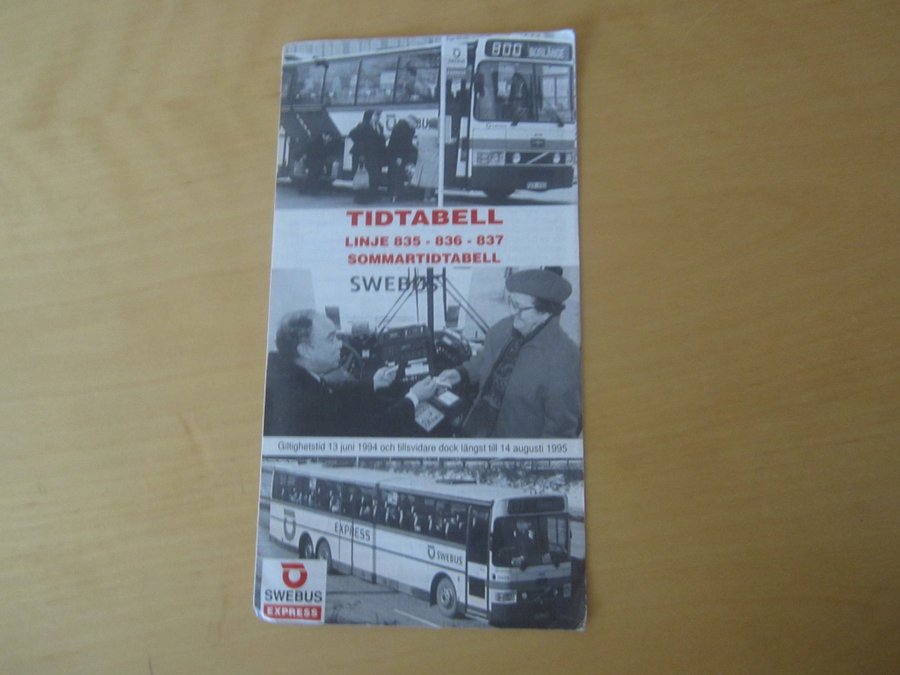 800 BORLÄNGE
BUS
TIDTABELL
LINJE 835 - 836 - 837
SOMMARTIDTABELL
SWEBUS
Giltighetstid 13 juni 1994 och tillsvidare dock längst till 14 augusti 1995
EXPRESS
SWEBUS
SWEBUS
EXPRESS